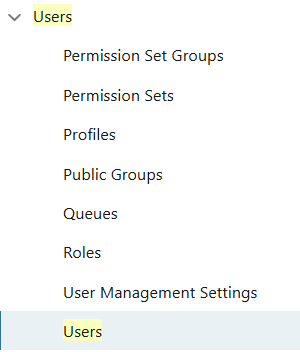 Users
Permission Set Groups
Permission Sets
Profiles
Public Groups
Queues
Roles
User Management Settings
Users